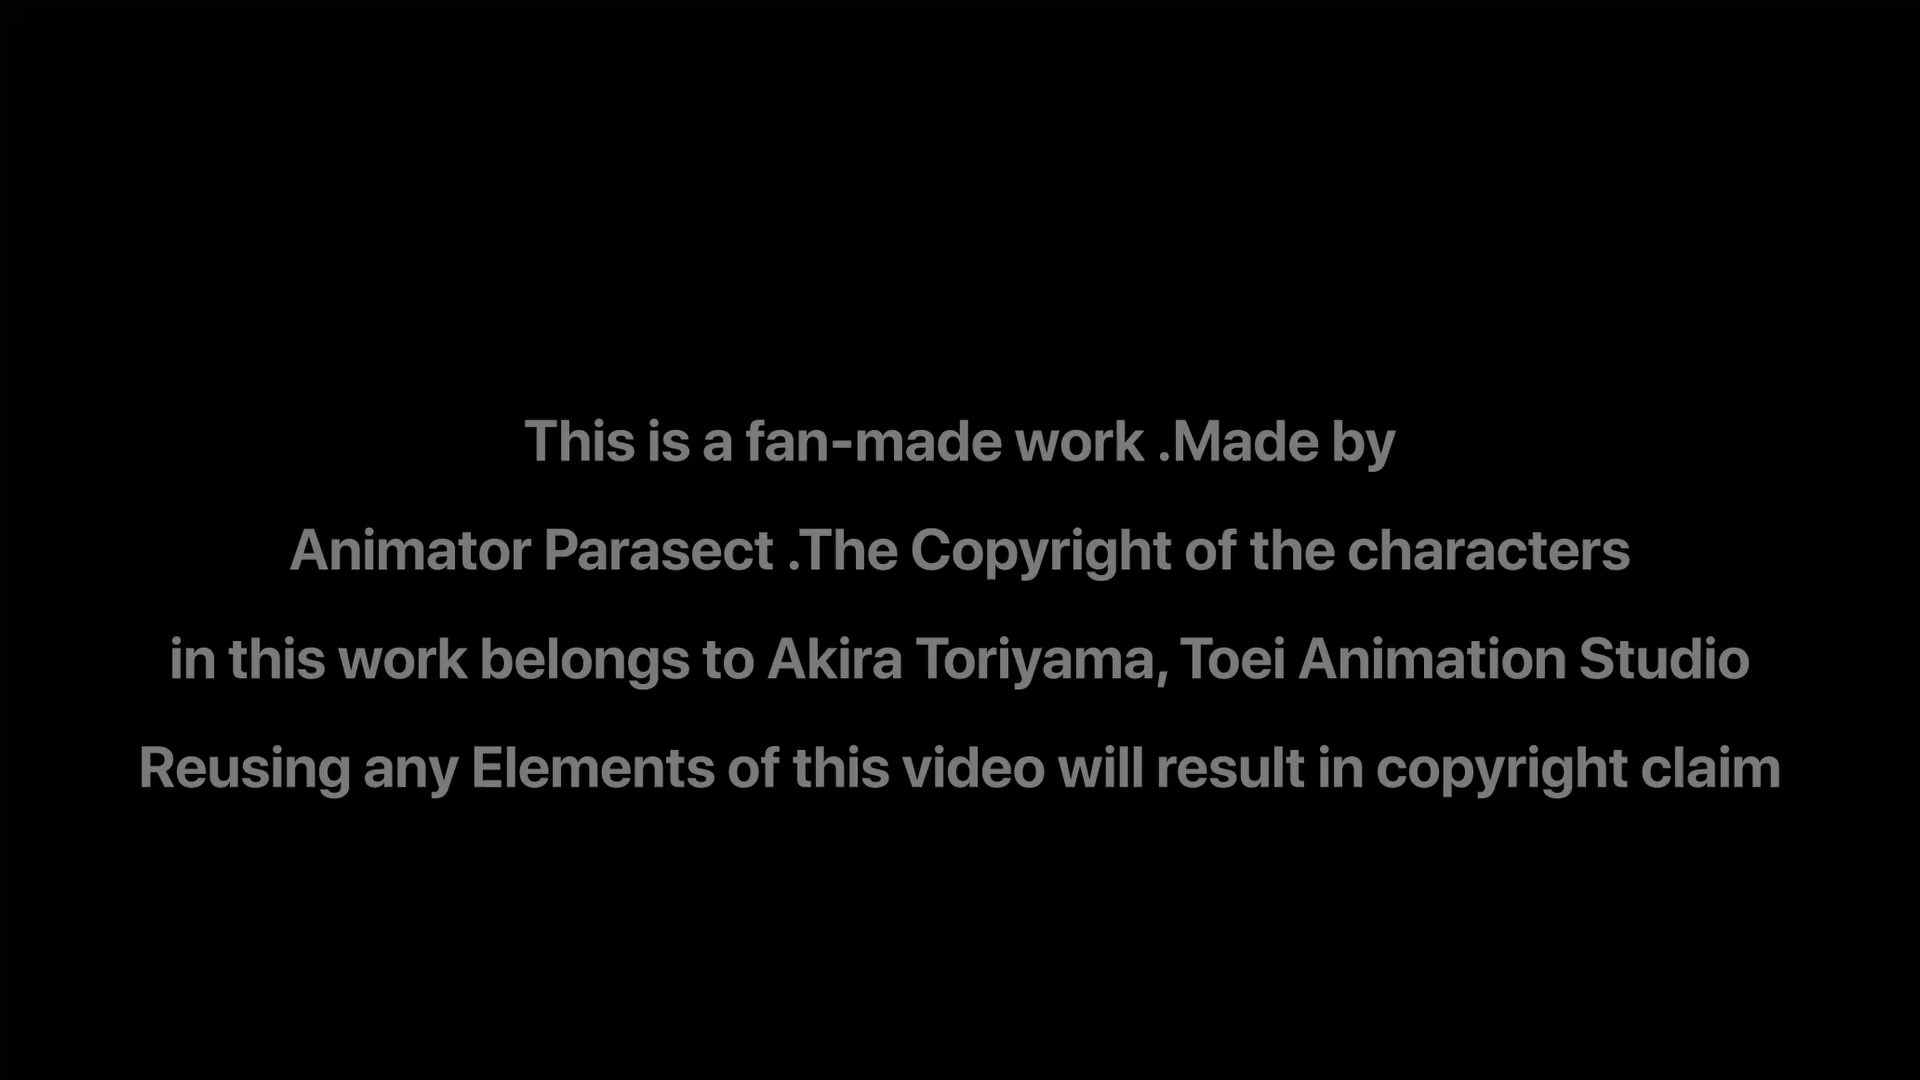 This is a fan-made work .Made by
Animator Parasect .The Copyright of the characters
in this work belongs to Akira Toriyama, Toei Animation Studio
Reusing any Elements of this video will result in copyright claim